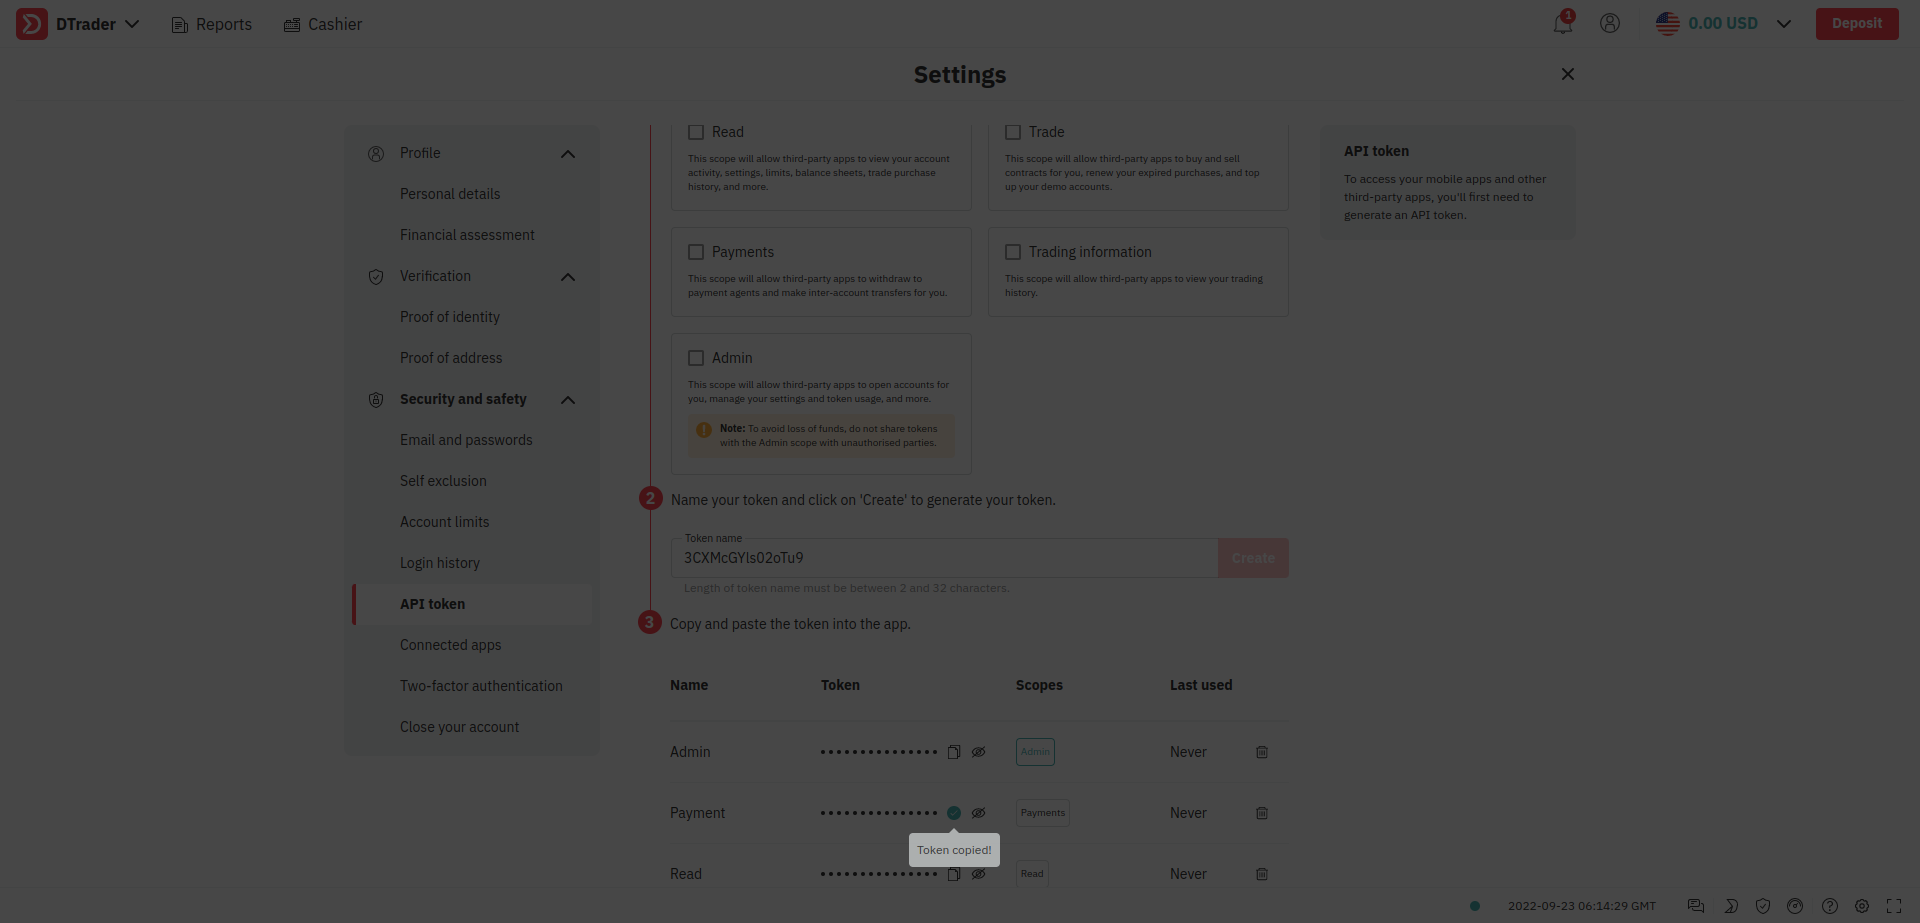 DTrader
Reports
Cashier
1
0.00 USD
Deposit
Settings
Profile
Personal details
Financial assessment
Verification
Proof of identity
Proof of address
Security and safety
Email and passwords
Self exclusion
Account limits
Login history
API token
Connected apps
Two-factor authentication
Close your account
Read
This scope will allow third-party apps to view your account
activity, settings, limits, balance sheets, trade purchase
history, and more.
Trade
This scope will allow third-party apps to buy and sell
contracts for you, renew your expired purchases, and top
up your demo accounts.
Payments
This scope will allow third-party apps to withdraw to
payment agents and make inter-account transfers for you.
Trading information
This scope will allow third-party apps to view your trading
history.
Admin
This scope will allow third-party apps to open accounts for
you, manage your settings and token usage, and more.
Note: To avoid loss of funds, do not share tokens
with the Admin scope with unauthorised parties.
2 Name your token and click on 'Create' to generate your token.
Token name
3CXMcGYls02oTu9
Create
Length of token name must be between 2 and 32 characters.
3 Copy and paste the token into the app.
Name Token Scopes Last used
Admin Admin Never
Payment Payments Never
Token copied!
Read Read Never
API token
To access your mobile apps and other
third-party apps, you'll first need to
generate an API token.
2022-09-23 06:14:29 GMT